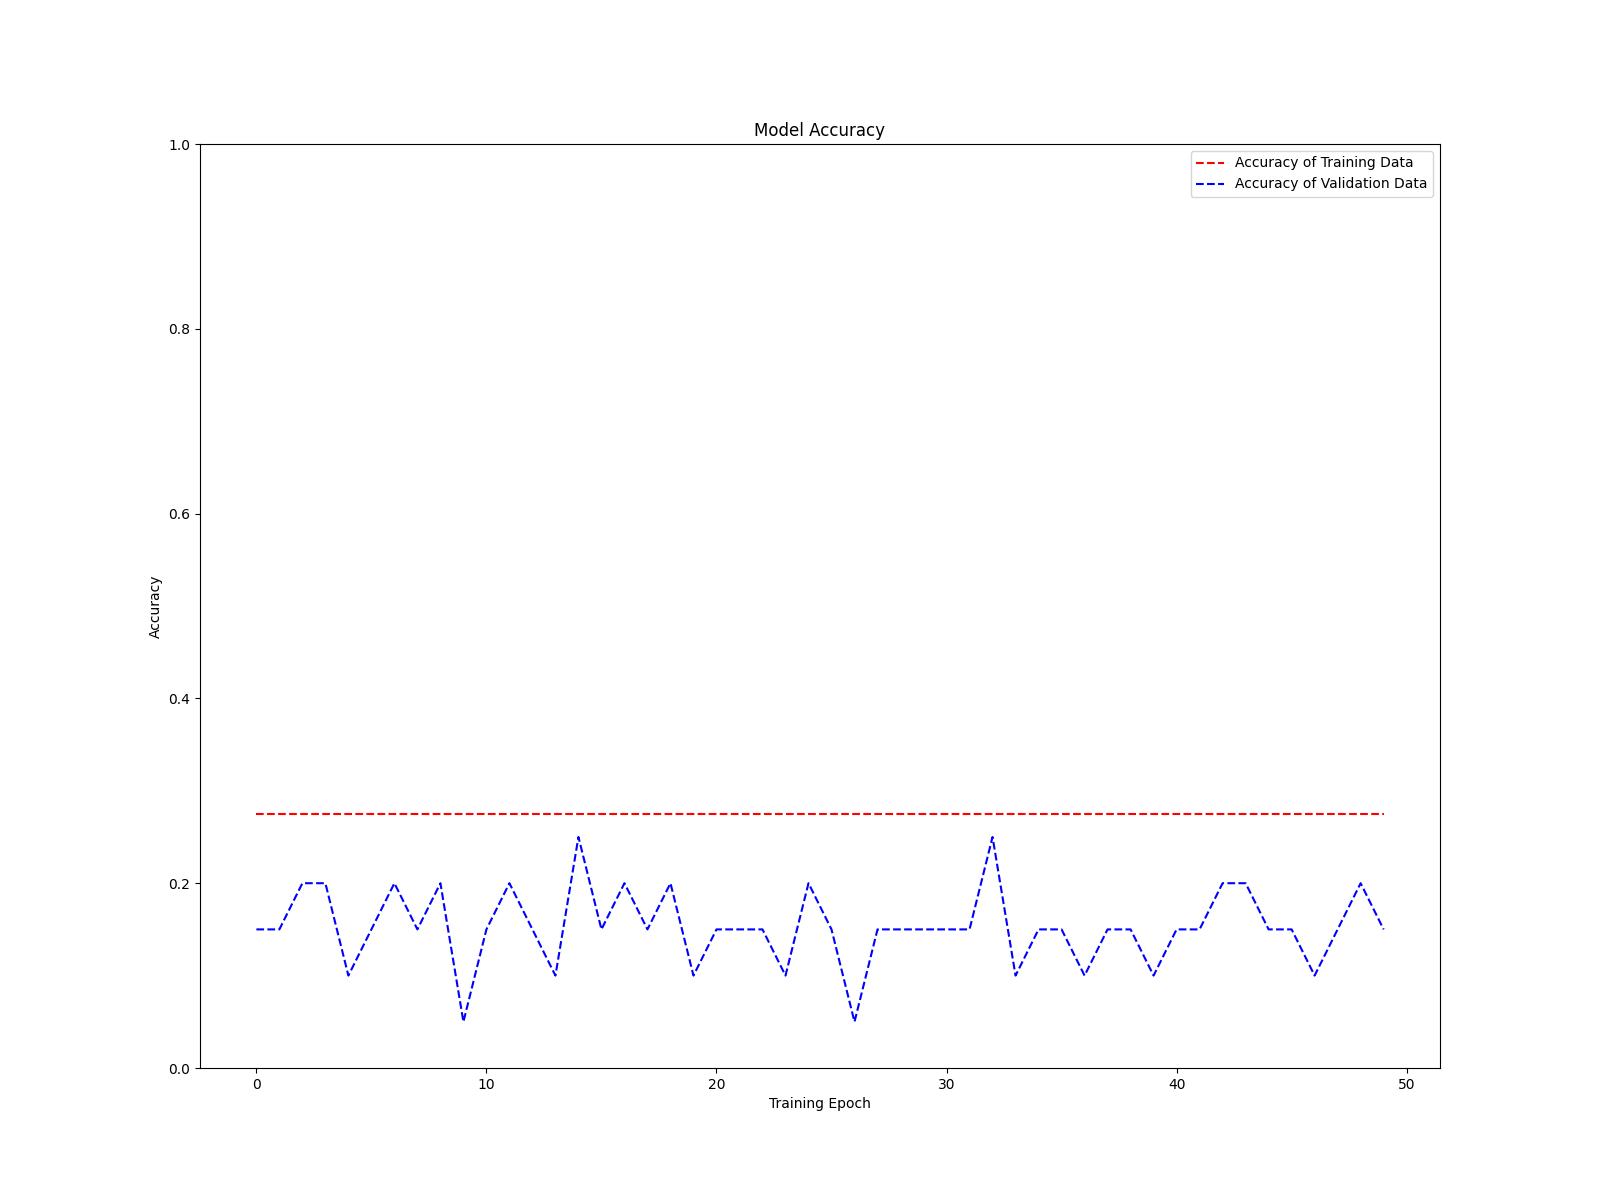 Model Accuracy
1.0
0.8
0.6
0.4
0.2
0.0
Accuracy
Accuracy of Training Data
Accuracy of Validation Data
0 10 20 30 40 50
Training Epoch